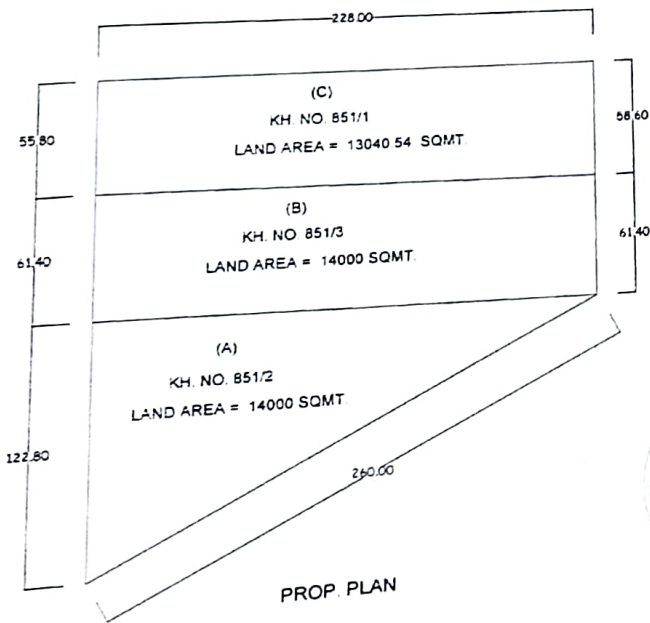 228.00
(C)
KH. NO. 851/1
LAND AREA = 13040.54 SQMT.
55.80
58.60
(B)
KH. NO. 851/3
LAND AREA = 14000 SQMT.
61.40
61.40
(A)
KH. NO. 851/2
LAND AREA = 14000 SQMT.
122.80
260.00
PROP. PLAN